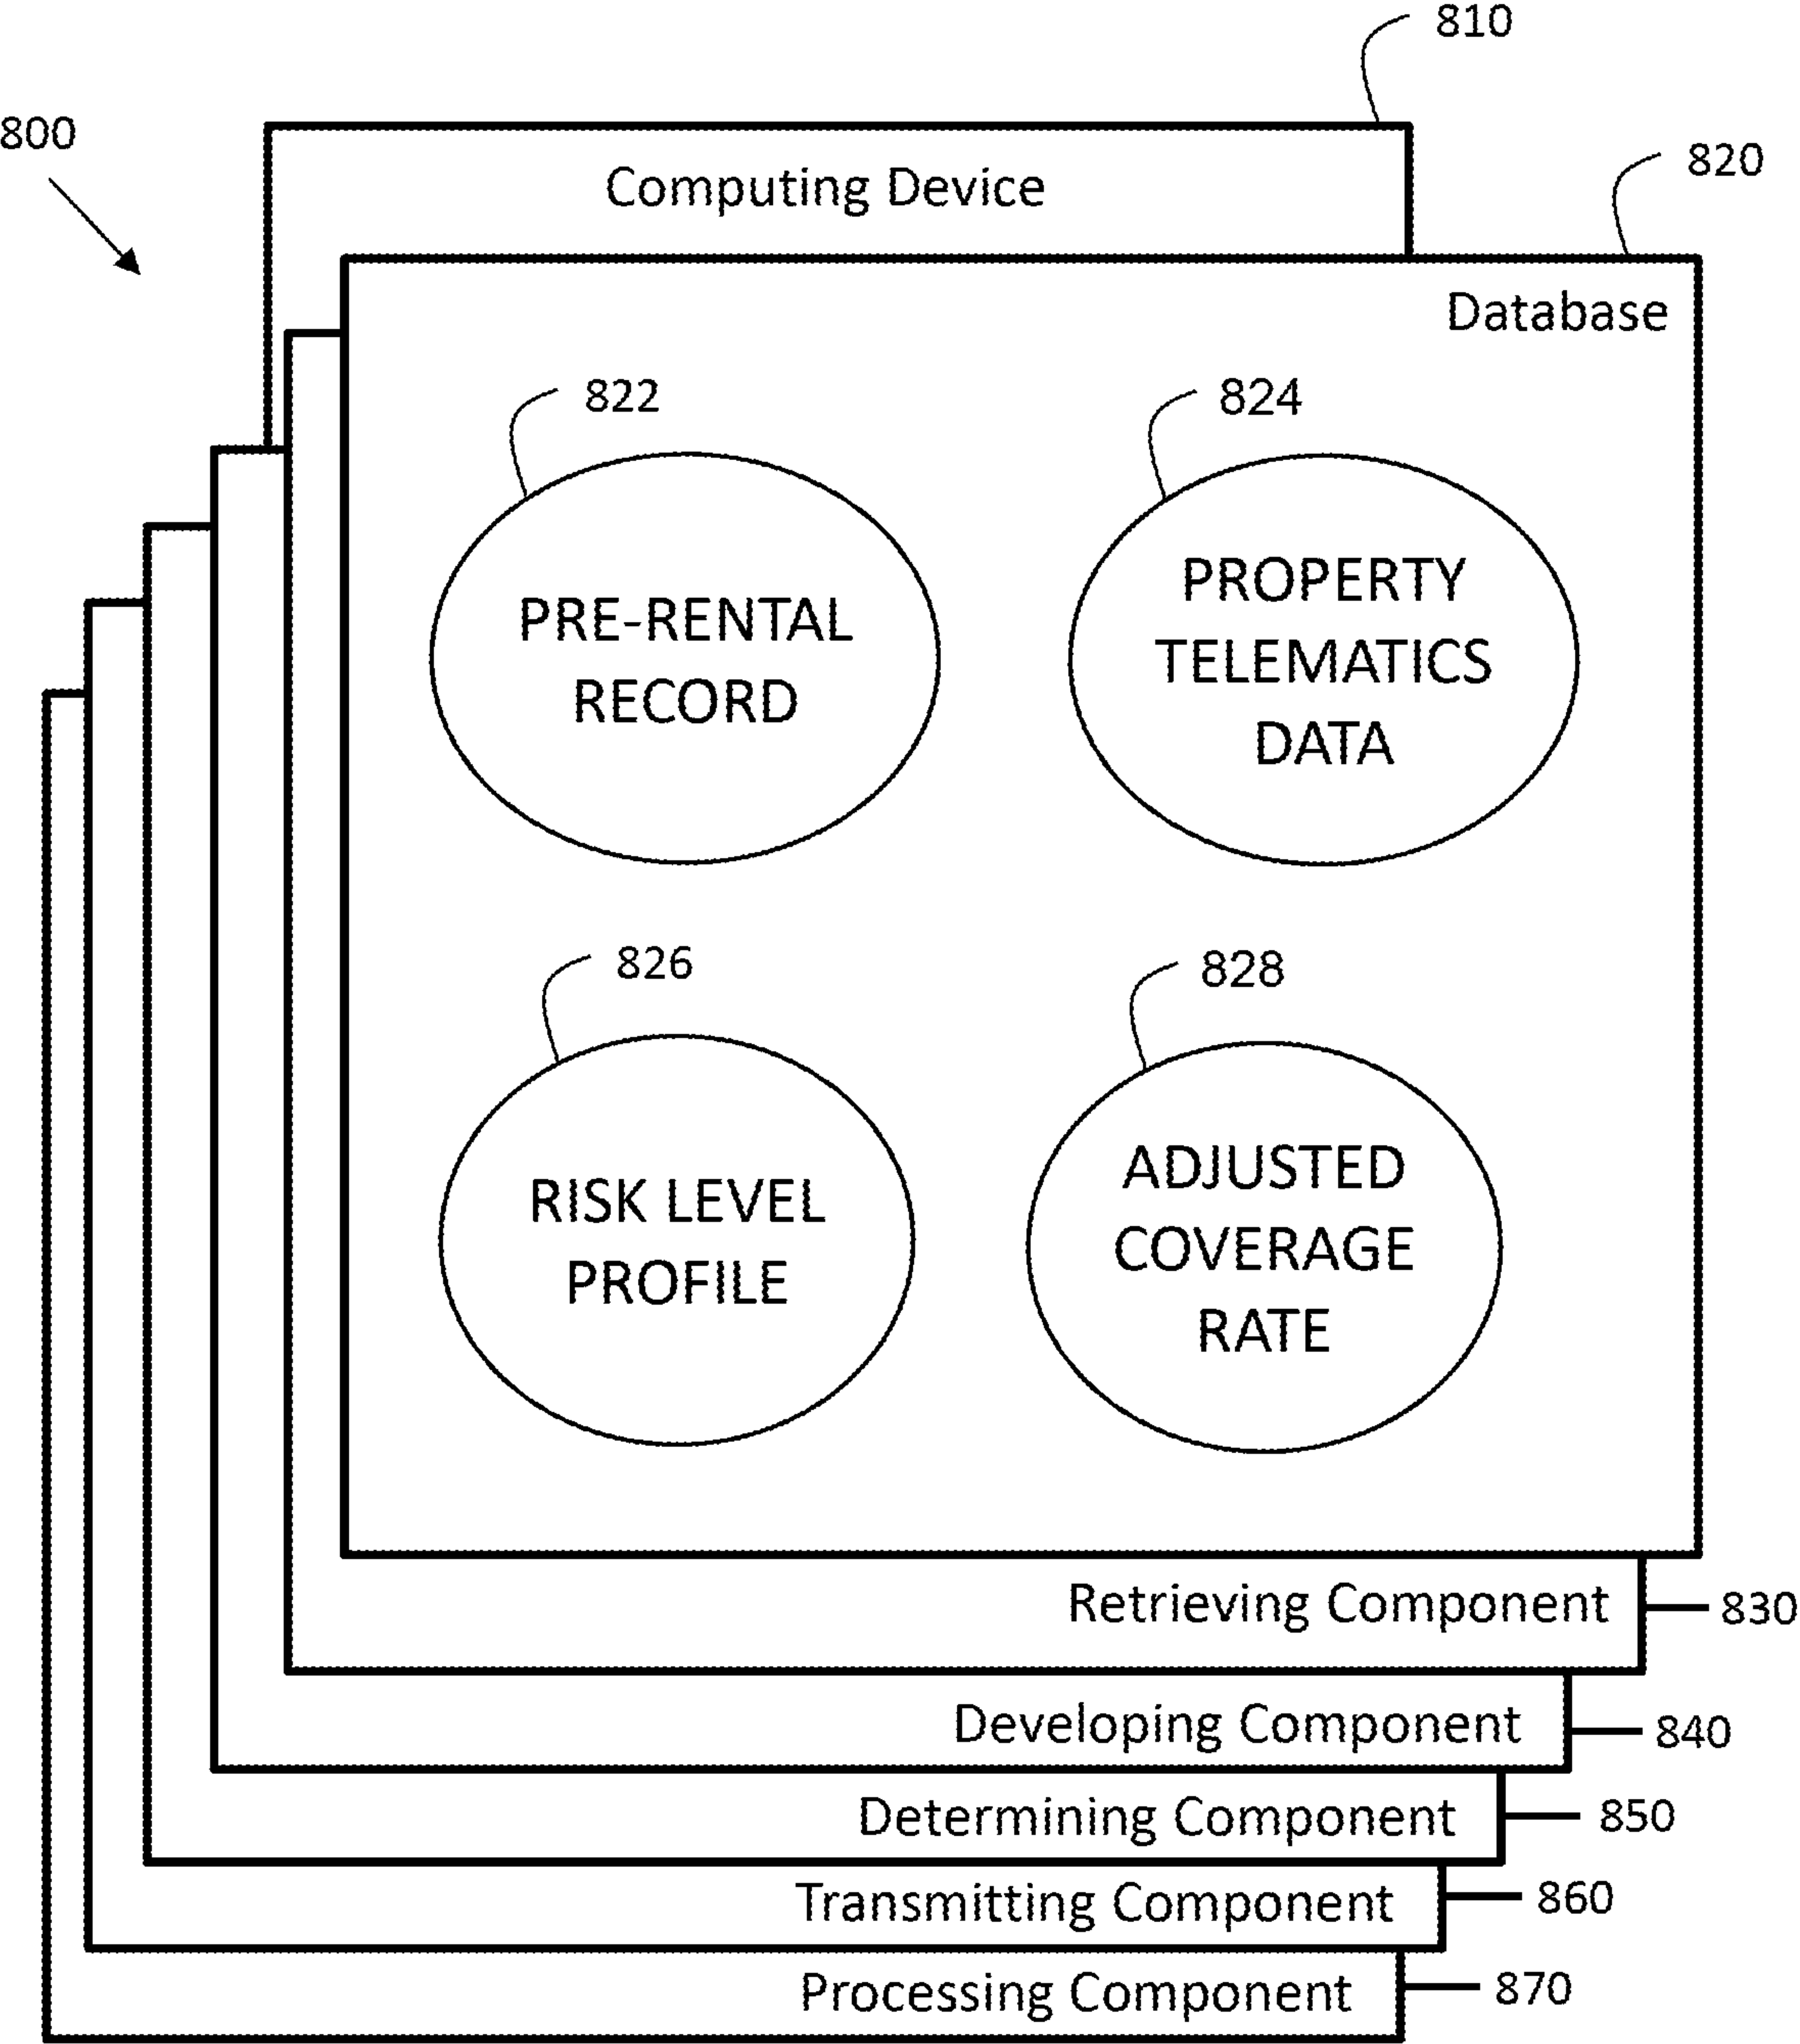 810
800
820
Computing Device
Database
822
824
PRE-RENTAL
RECORD
PROPERTY
TELEMATICS
DATA
826
828
RISK LEVEL
PROFILE
ADJUSTED
COVERAGE
RATE
Retrieving Component
830
Developing Component
840
Determining Component
850
Transmitting Component
860
Processing Component
870